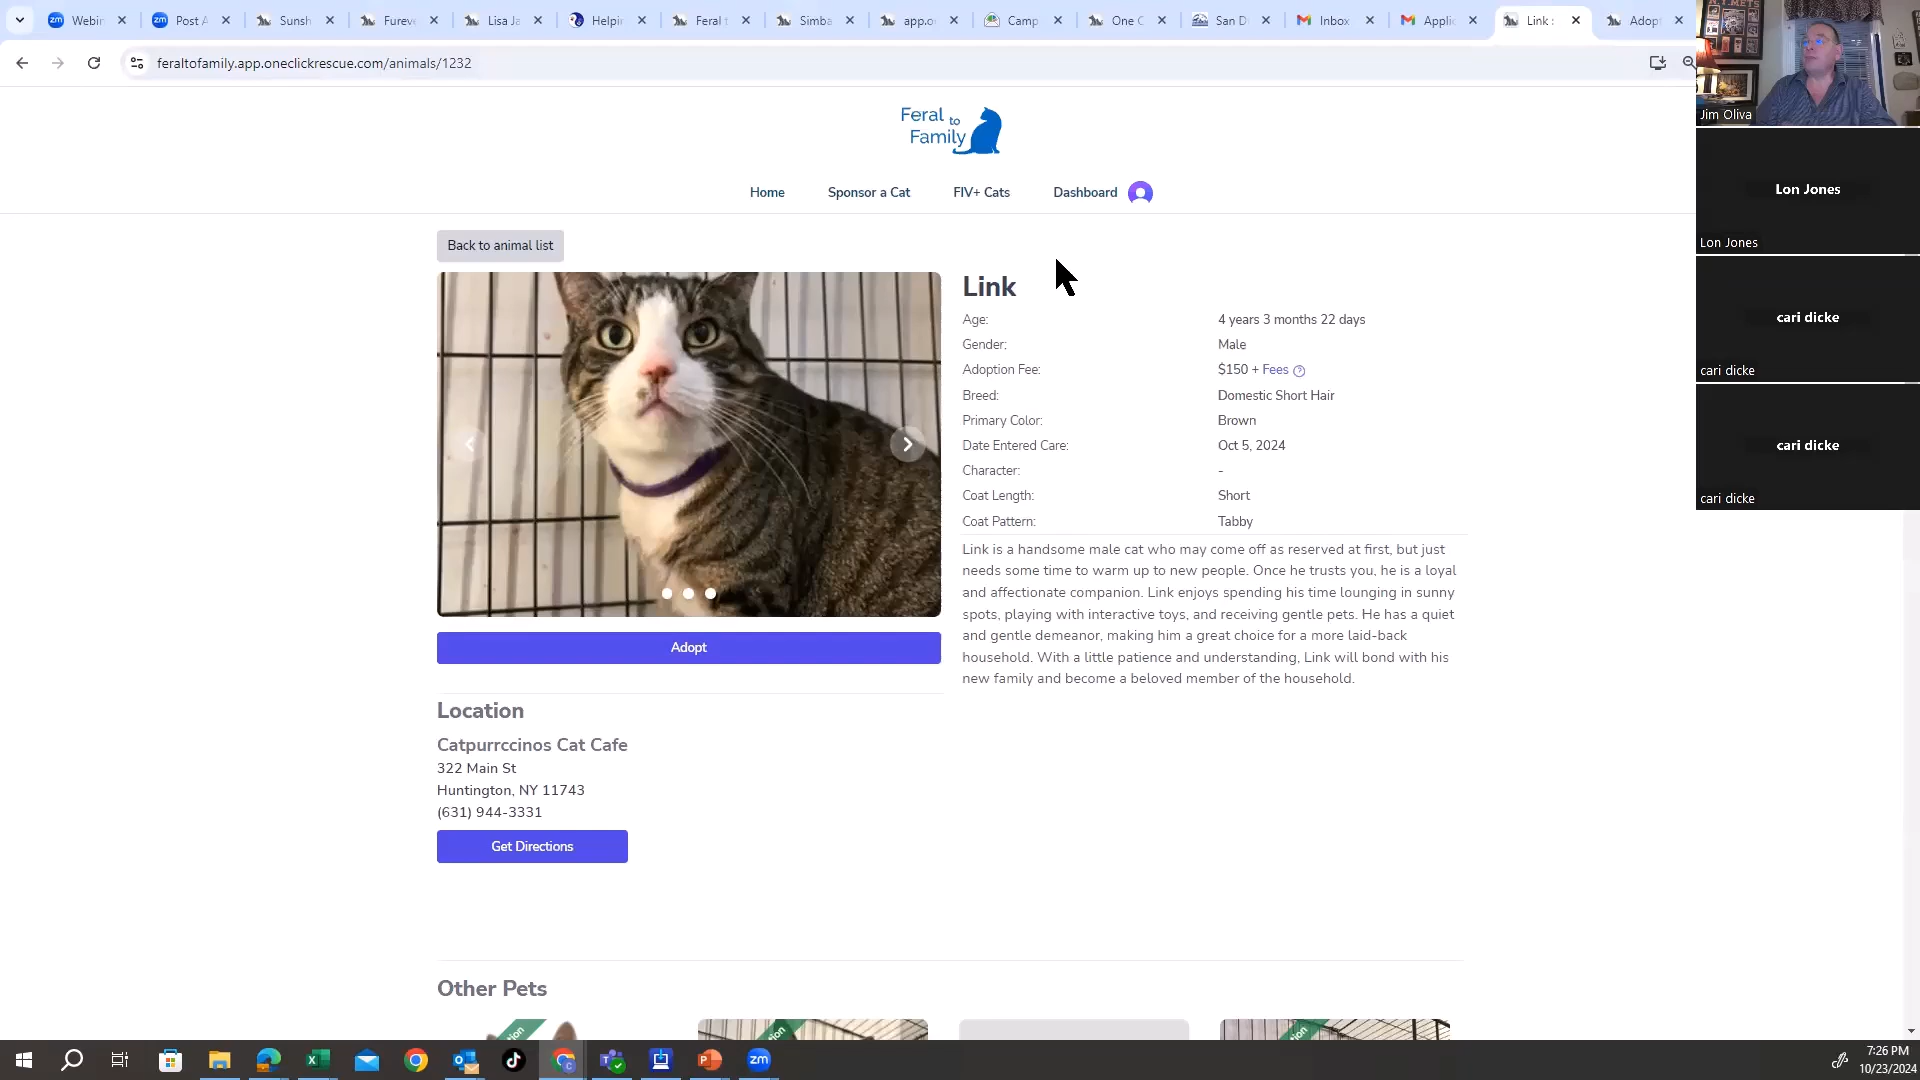 Webin
Post A
Sunsh
Fureve
Lisa Ja
Helpi
Feral t
Simba
app.o
Camp
One C
San D
Inbox
Applic
Link :
Adopt
feraltofamily.app.oneclickrescue.com/animals/1232
Feral to
Family
Home
Sponsor a Cat
FIV+ Cats
Dashboard
Back to animal list
Link
Age: 4 years 3 months 22 days
Gender: Male
Adoption Fee: $150 + Fees ?
Breed: Domestic Short Hair
Primary Color: Brown
Date Entered Care: Oct 5, 2024
Character: -
Coat Length: Short
Coat Pattern: Tabby
Link is a handsome male cat who may come off as reserved at first, but just
needs some time to warm up to new people. Once he trusts you, he is a loyal
and affectionate companion. Link enjoys spending his time lounging in sunny
spots, playing with interactive toys, and receiving gentle pets. He has a quiet
and gentle demeanor, making him a great choice for a more laid-back
household. With a little patience and understanding, Link will bond with his
new family and become a beloved member of the household.
Adopt
Location
Catpurrccinos Cat Cafe
322 Main St
Huntington, NY 11743
(631) 944-3331
Get Directions
Other Pets
tion
tion
tion
N.Y. METS
Jim Oliva
Lon Jones
Lon Jones
cari dicke
cari dicke
cari dicke
cari dicke
7:26 PM
10/23/2024